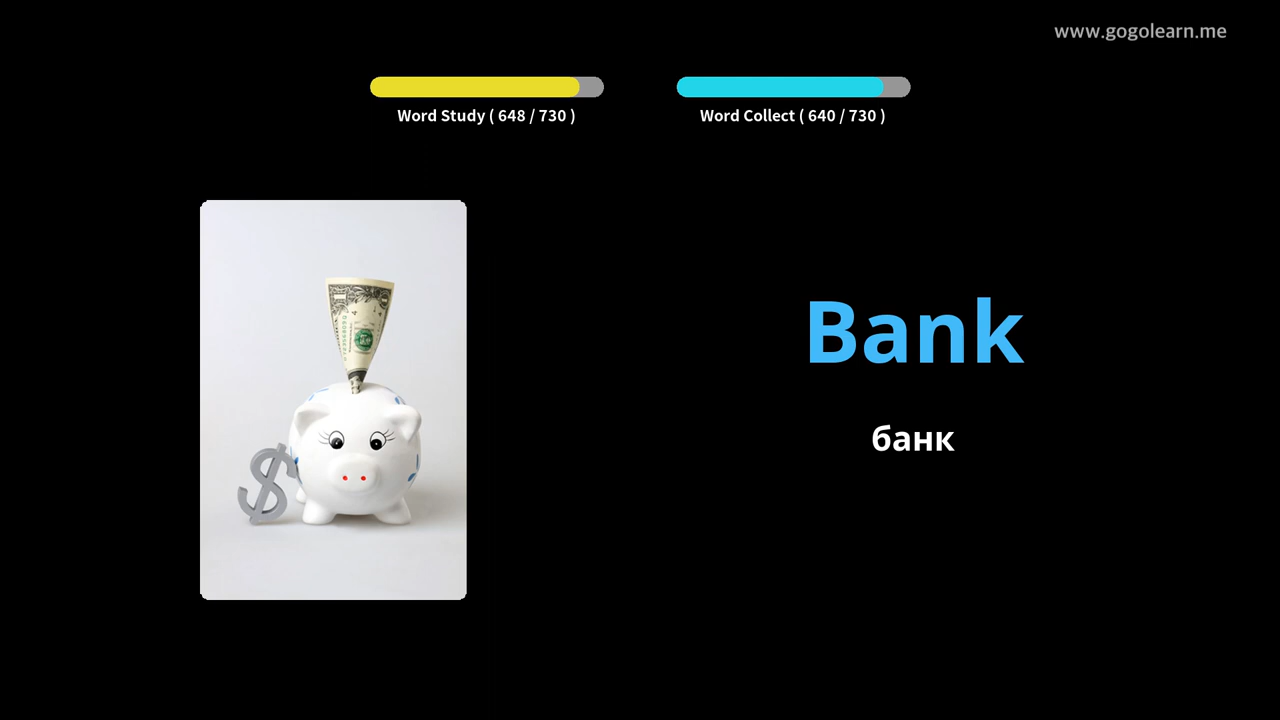 www.gogolearn.me
Word Study ( 648 / 730 )
Word Collect ( 640 / 730 )
Bank
банк
$